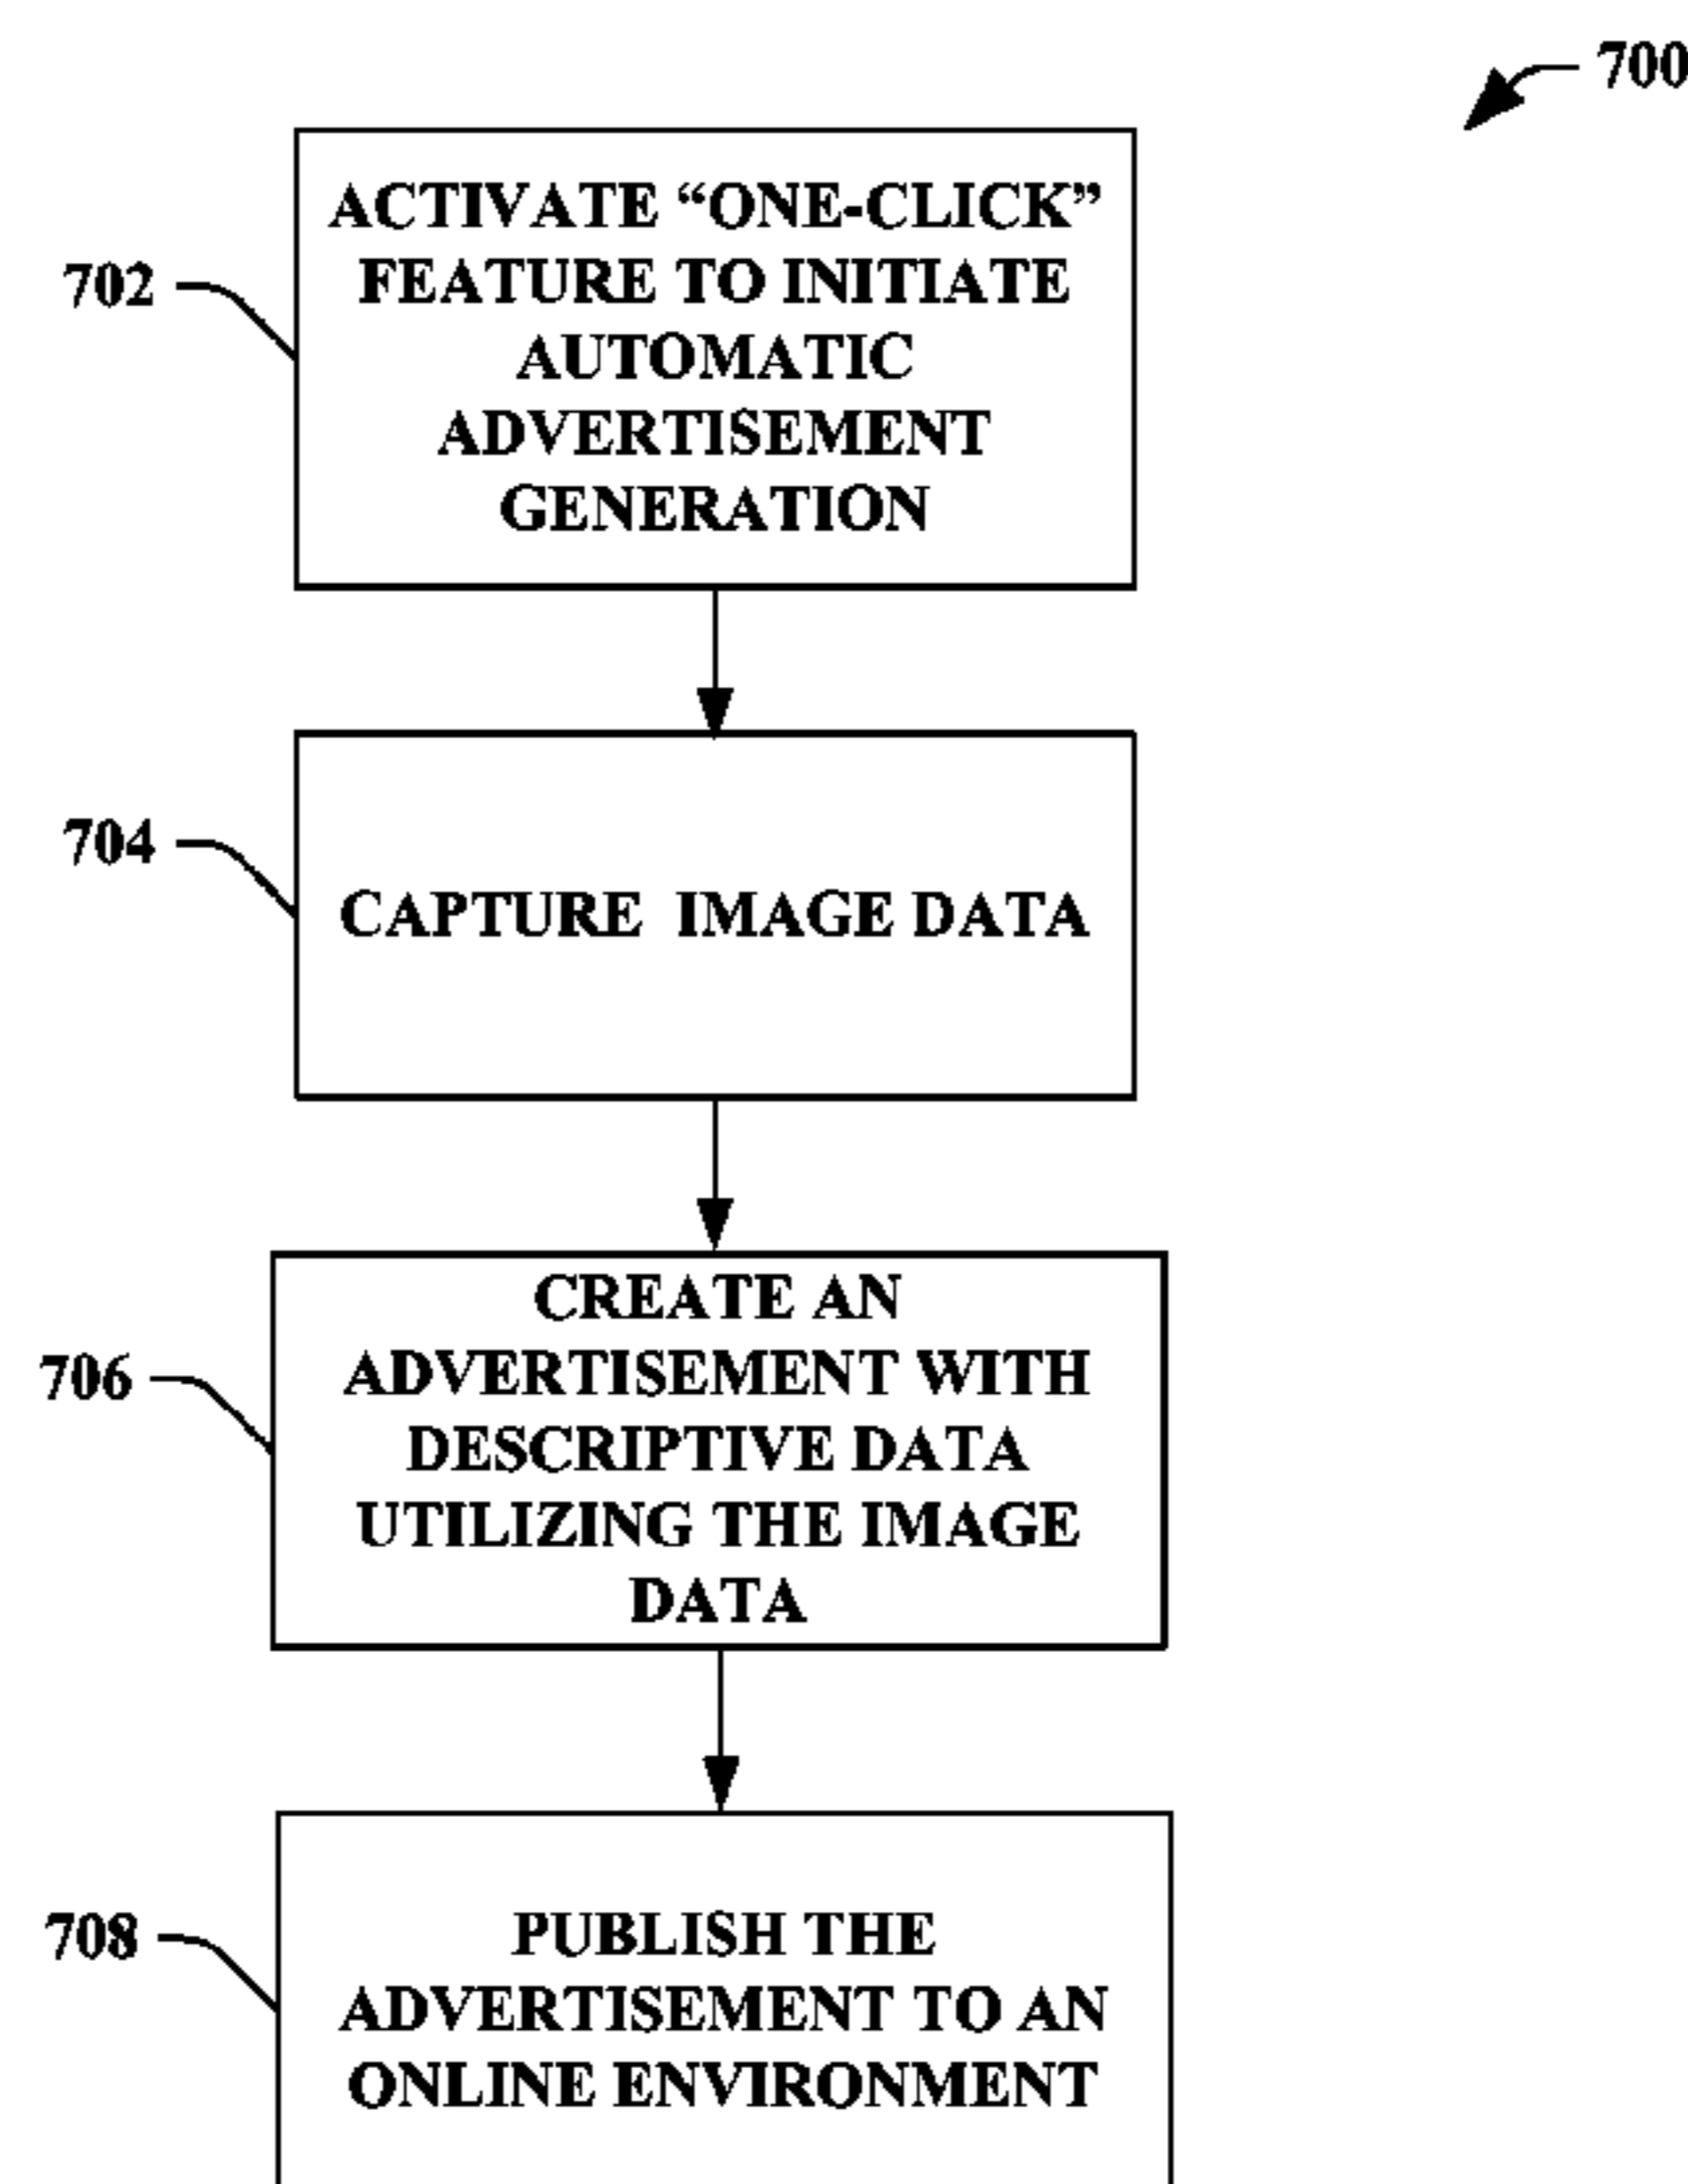 700
ACTIVATE “ONE-CLICK”
FEATURE TO INITIATE
AUTOMATIC
ADVERTISEMENT
GENERATION
702
CAPTURE IMAGE DATA
704
CREATE AN
ADVERTISEMENT WITH
DESCRIPTIVE DATA
UTILIZING THE IMAGE
DATA
706
PUBLISH THE
ADVERTISEMENT TO AN
ONLINE ENVIRONMENT
708